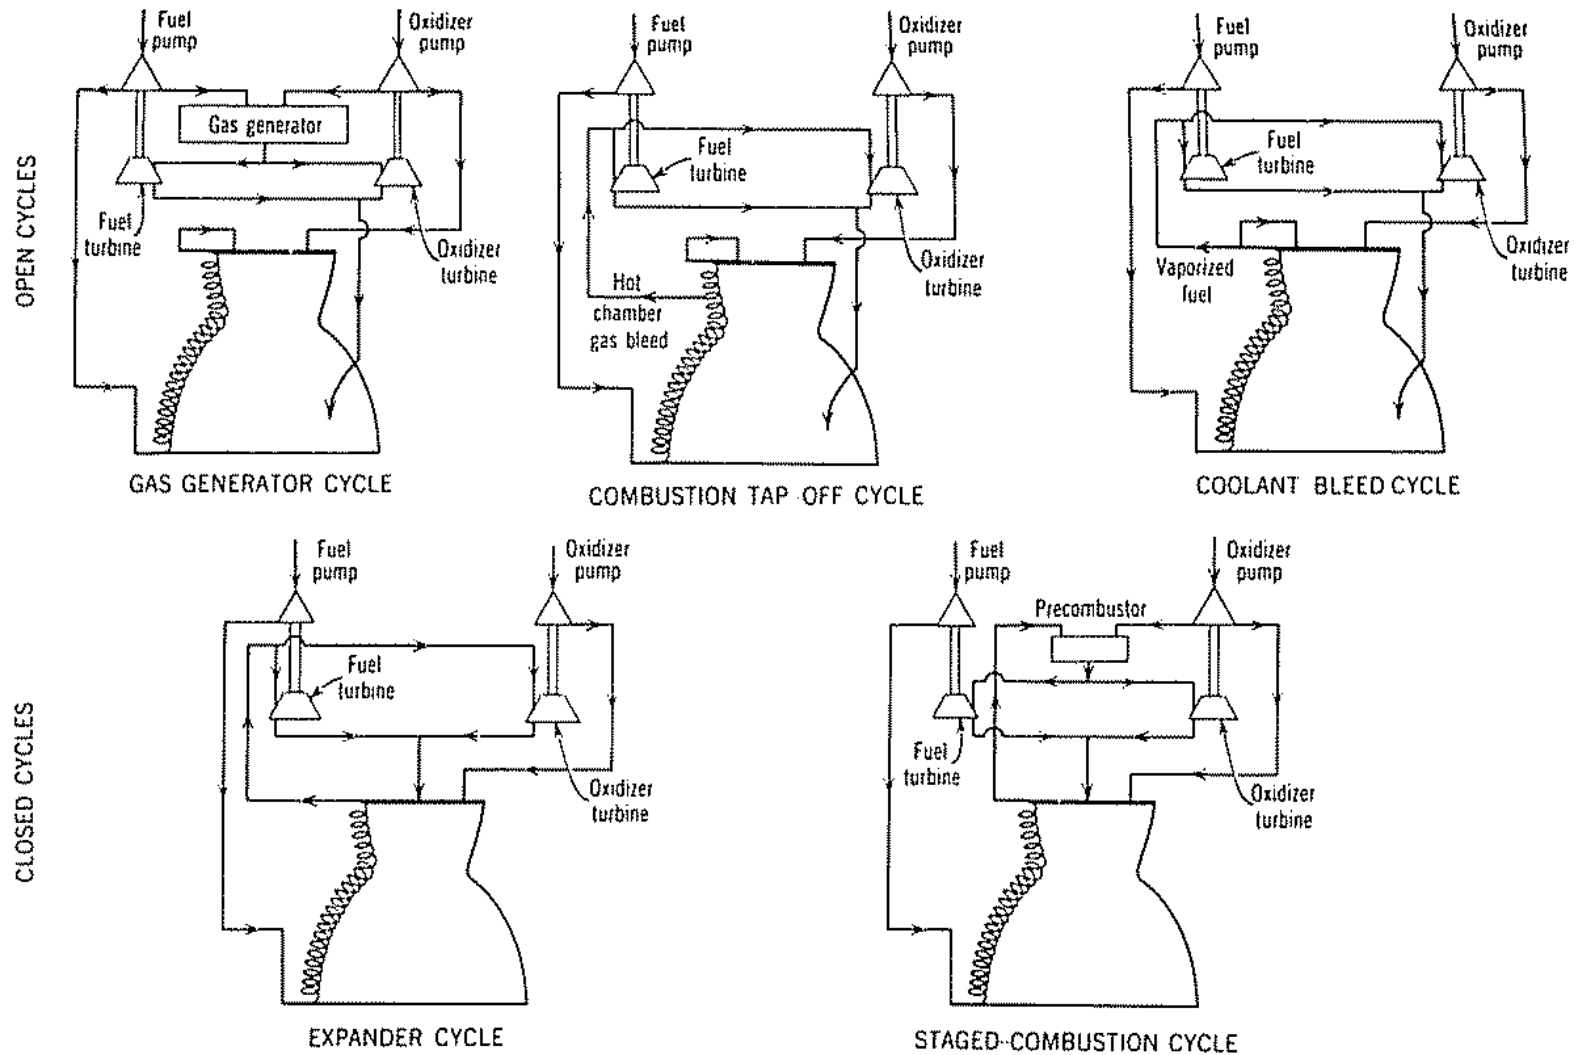 OPEN CYCLES
Fuel
pump
Oxidizer
pump
Gas generator
Fuel
turbine
Oxidizer
turbine
GAS GENERATOR CYCLE
Fuel
pump
Oxidizer
pump
Fuel
turbine
Hot
chamber
gas bleed
Oxidizer
turbine
COMBUSTION TAP OFF CYCLE
Fuel
pump
Oxidizer
pump
Fuel
turbine
Vaporized
fuel
Oxidizer
turbine
COOLANT BLEED CYCLE
CLOSED CYCLES
Fuel
pump
Oxidizer
pump
Fuel
turbine
Oxidizer
turbine
EXPANDER CYCLE
Fuel
pump
Oxidizer
pump
Precombustor
Fuel
turbine
Oxidizer
turbine
STAGED-COMBUSTION CYCLE